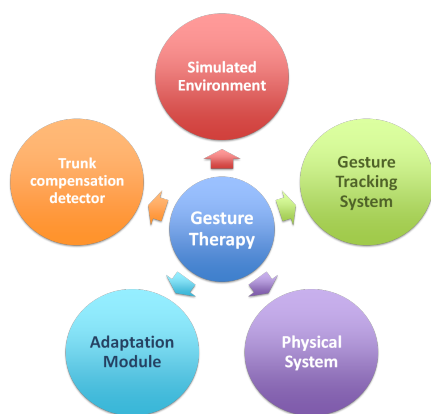 Simulated
Environment
Trunk
compensation
detector
Gesture
Tracking
System
Gesture
Therapy
Adaptation
Module
Physical
System